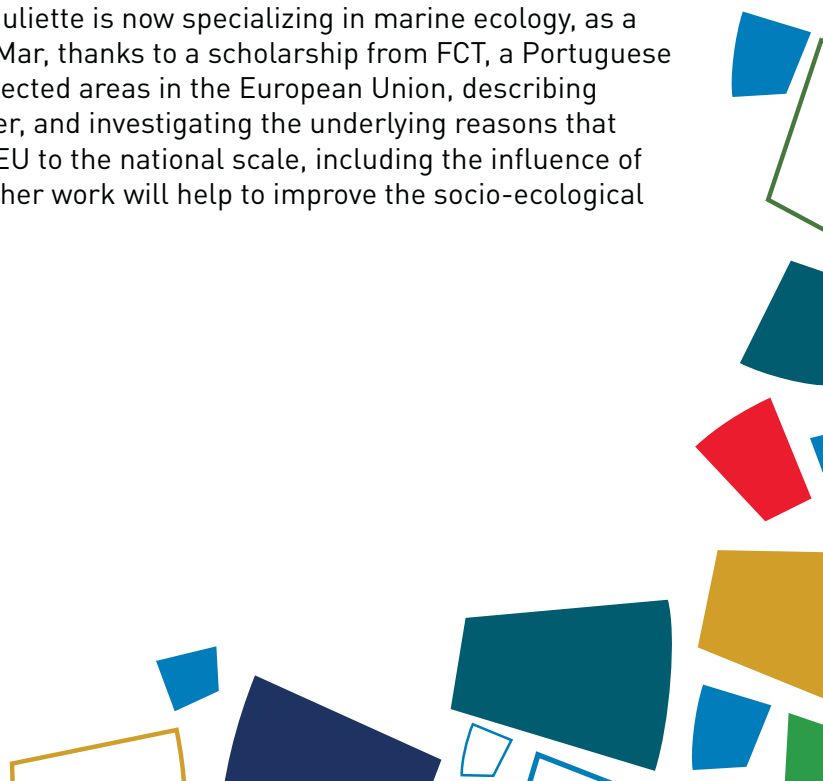 uliette is now specializing in marine ecology, as a
Mar, thanks to a scholarship from FCT, a Portuguese
ected areas in the European Union, describing
er, and investigating the underlying reasons that
EU to the national scale, including the influence of
her work will help to improve the socio-ecological